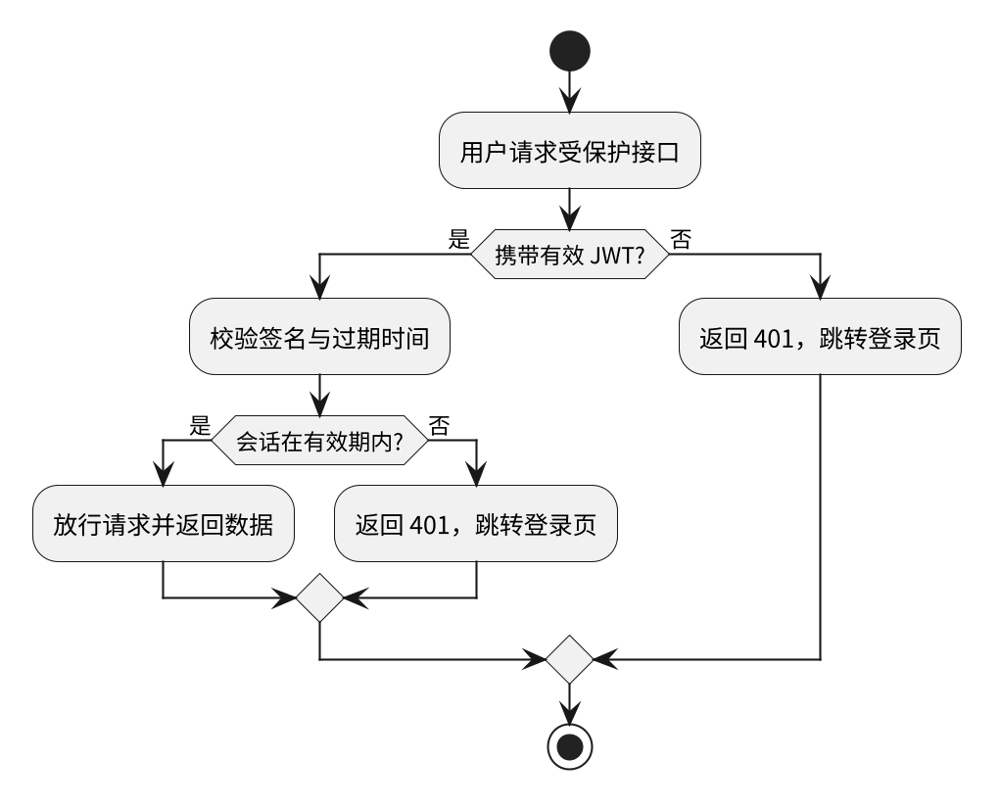 用户请求受保护接口
是
携带有效 JWT?
否
校验签名与过期时间
返回 401，跳转登录页
是
会话在有效期内?
否
放行请求并返回数据
返回 401，跳转登录页